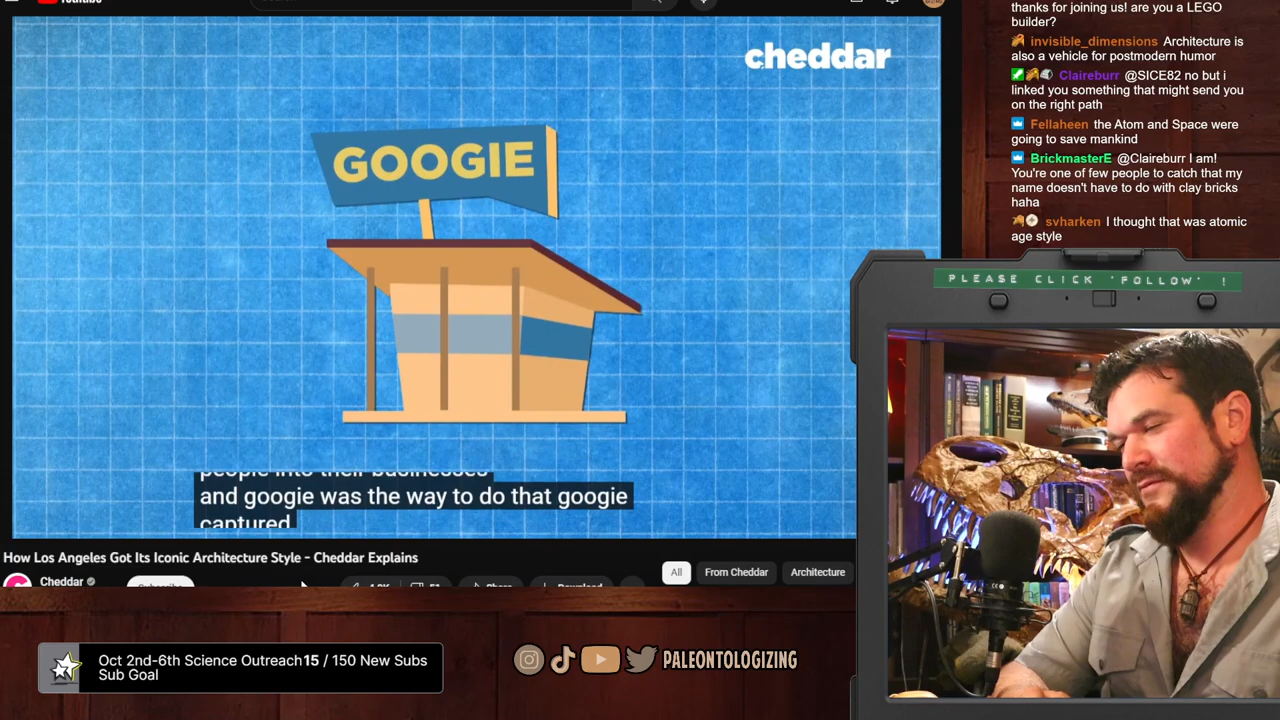 YouTube
cheddar
GOOGIE
people into their businesses
and googie was the way to do that googie
captured
How Los Angeles Got Its Iconic Architecture Style - Cheddar Explains
Cheddar
Subscribe
51
Share
Download
All
From Cheddar
Architecture
thanks for joining us! are you a LEGO
builder?
invisible_dimensions Architecture is
also a vehicle for postmodern humor
Claireburr @SICE82 no but i
linked you something that might send you
on the right path
Fellaheen the Atom and Space were
going to save mankind
BrickmasterE @Claireburr I am!
You're one of few people to catch that my
name doesn't have to do with clay bricks
haha
svharken I thought that was atomic
age style
PLEASE CLICK 'FOLLOW' !
Oct 2nd-6th Science Outreach 15 / 150 New Subs
Sub Goal
PALEONTOLOGIZING